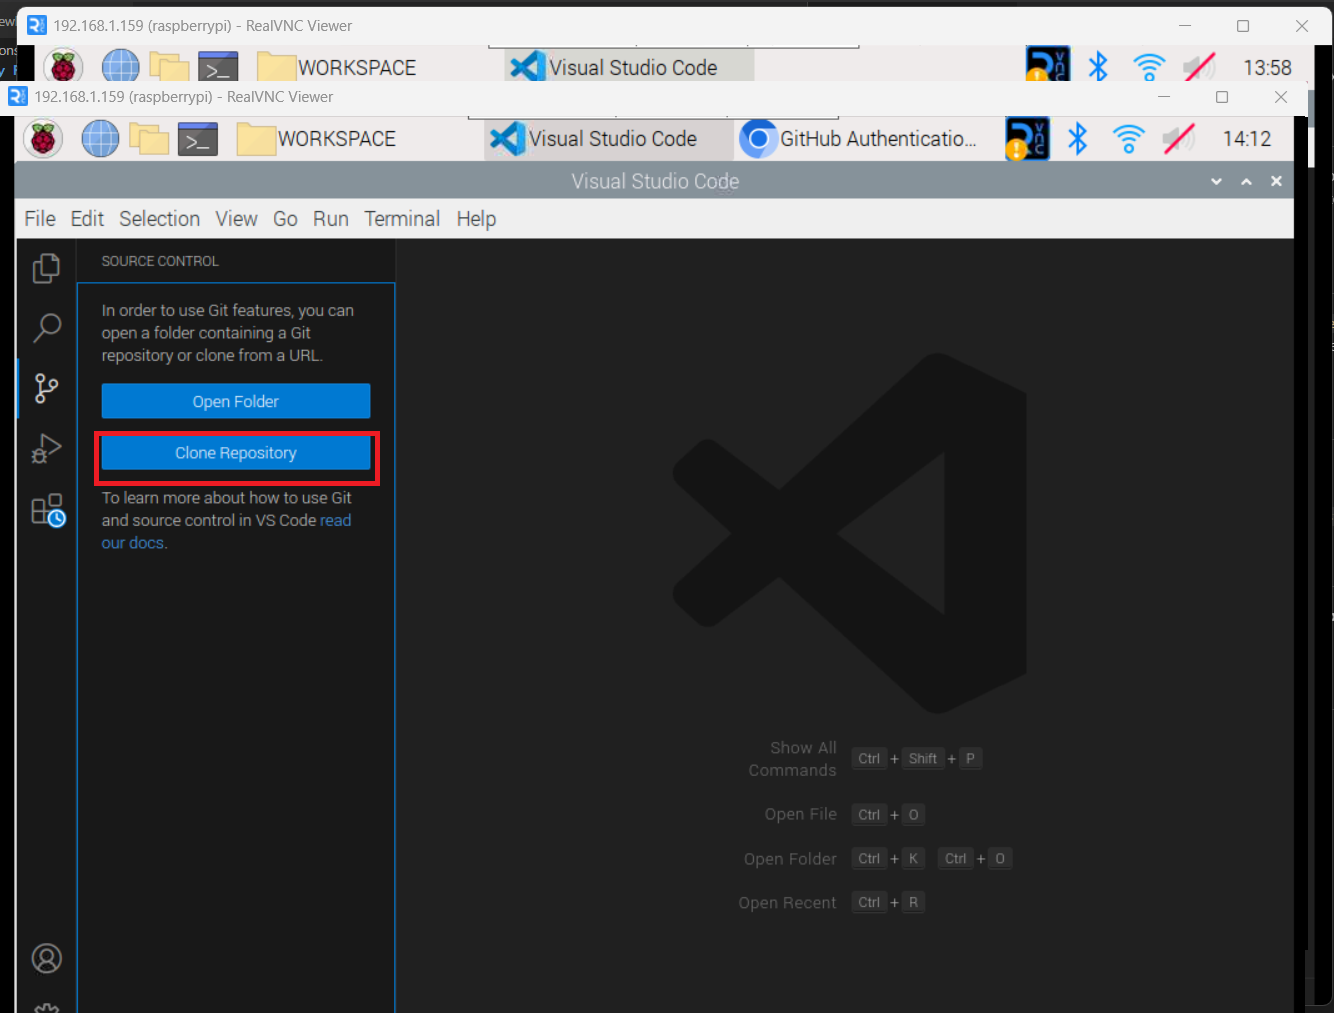 192.168.1.159 (raspberrypi) - RealVNC Viewer
WORKSPACE
Visual Studio Code
13:58
192.168.1.159 (raspberrypi) - RealVNC Viewer
WORKSPACE
Visual Studio Code
GitHub Authenticatio...
14:12
Visual Studio Code
File Edit Selection View Go Run Terminal Help
SOURCE CONTROL
In order to use Git features, you can
open a folder containing a Git
repository or clone from a URL.
Open Folder
Clone Repository
To learn more about how to use Git
and source control in VS Code read
our docs.
Show All
Commands
Ctrl + Shift + P
Open File Ctrl + O
Open Folder Ctrl + K Ctrl + O
Open Recent Ctrl + R